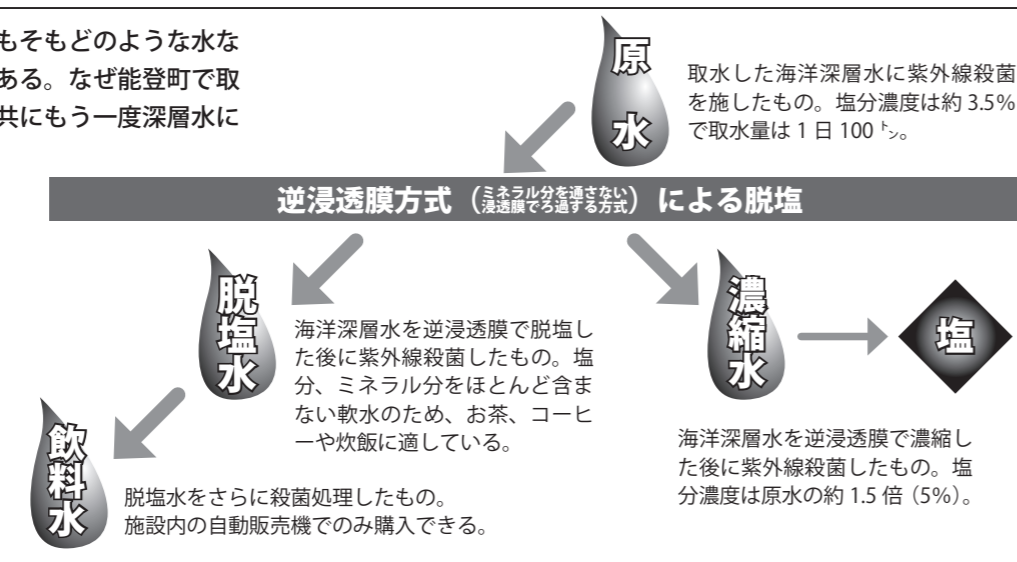 もそもどのような水な
ある。なぜ能登町で取
共にもう一度深層水に
原水
取水した海洋深層水に紫外線殺菌
を施したもの。塩分濃度は約 3.5%
で取水量は 1 日 100 ㌧。
逆浸透膜方式（ミネラル分を通さない浸透膜でろ過する方式）による脱塩
脱塩水
海洋深層水を逆浸透膜で脱塩し
た後に紫外線殺菌したもの。塩
分、ミネラル分をほとんど含ま
ない軟水のため、お茶、コーヒ
ーや炊飯に適している。
濃縮水
塩
海洋深層水を逆浸透膜で濃縮し
た後に紫外線殺菌したもの。塩
分濃度は原水の約 1.5 倍（5%）。
飲料水
脱塩水をさらに殺菌処理したもの。
施設内の自動販売機でのみ購入できる。